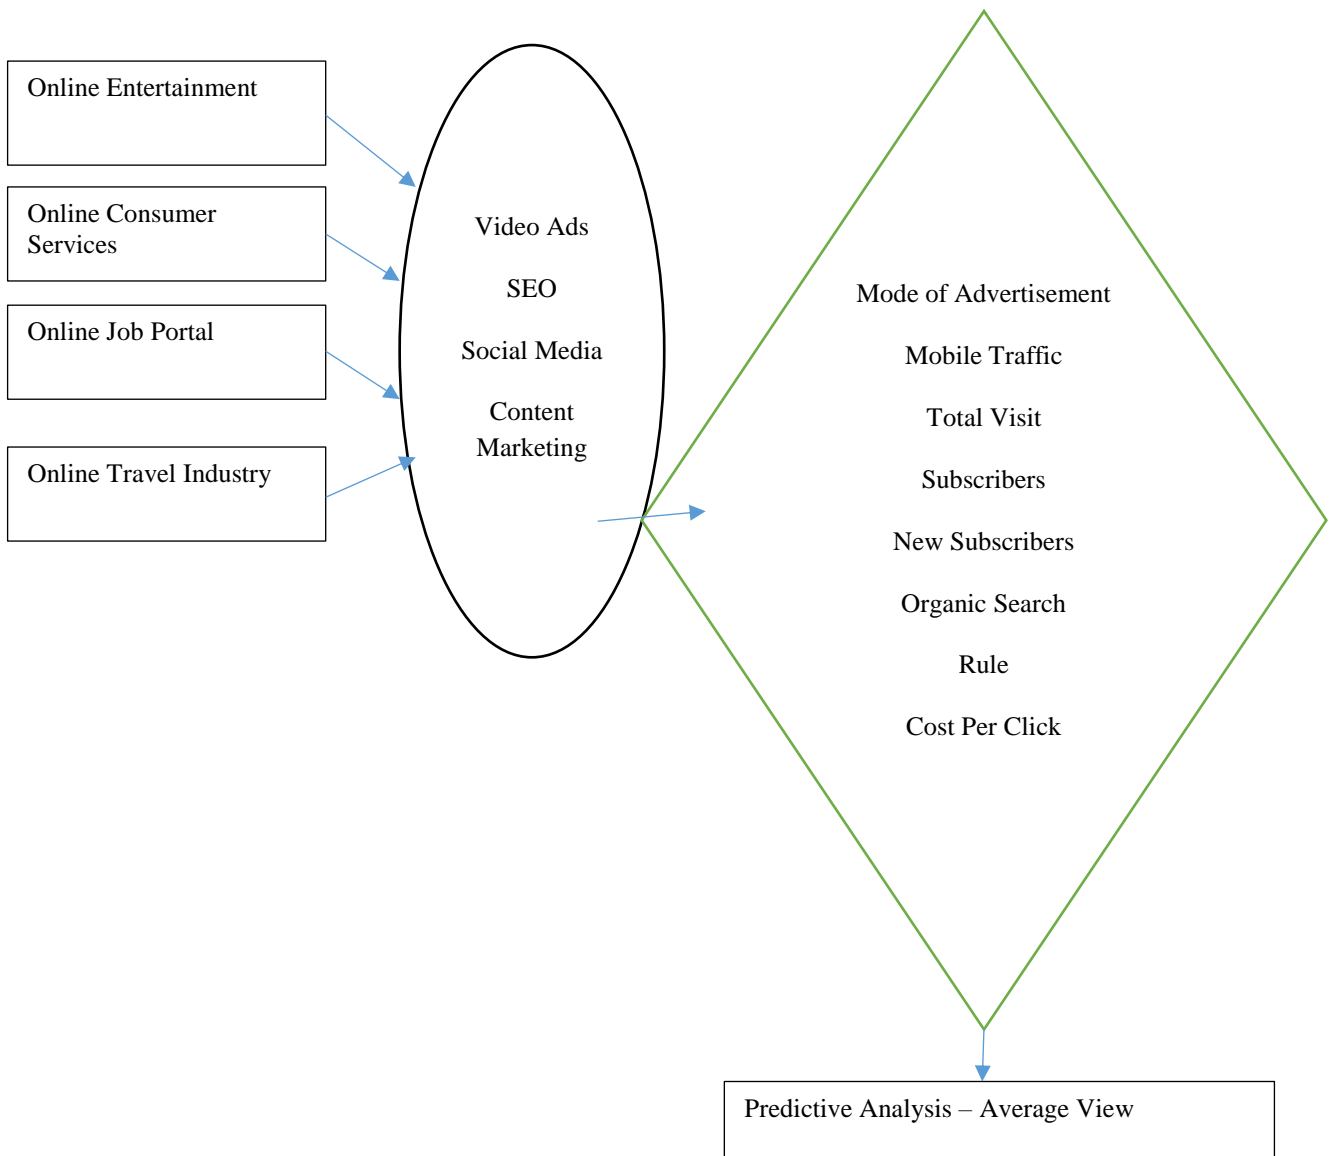 Online Entertainment
Online Consumer
Services
Online Job Portal
Online Travel Industry
Video Ads
SEO
Social Media
Content
Marketing
Mode of Advertisement
Mobile Traffic
Total Visit
Subscribers
New Subscribers
Organic Search
Rule
Cost Per Click
Predictive Analysis – Average View